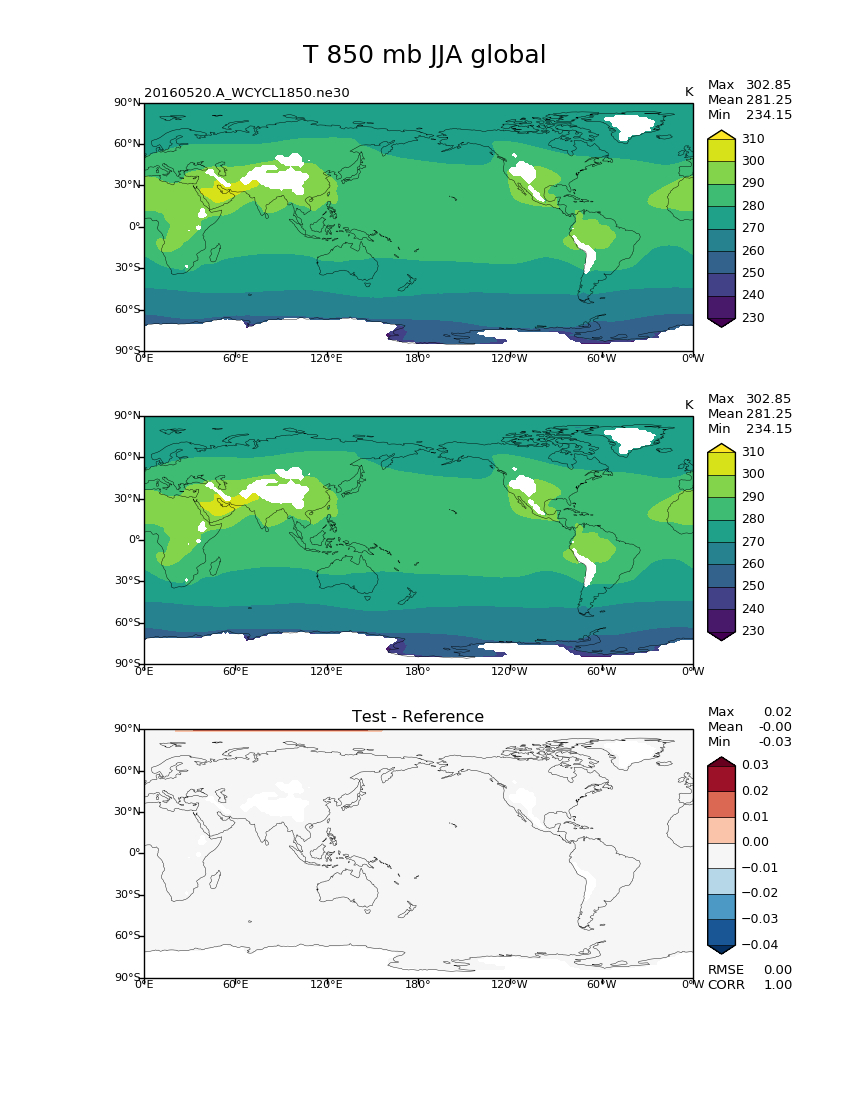 T 850 mb JJA global
20160520.A_WCYCL1850.ne30
K
Max 302.85
Mean 281.25
Min 234.15
90°N
60°N
30°N
0°
30°S
60°S
90°S
0°E 60°E 120°E 180° 120°W 60°W 0°W
310
300
290
280
270
260
250
240
230
K
Max 302.85
Mean 281.25
Min 234.15
90°N
60°N
30°N
0°
30°S
60°S
90°S
0°E 60°E 120°E 180° 120°W 60°W 0°W
310
300
290
280
270
260
250
240
230
Test - Reference
Max 0.02
Mean -0.00
Min -0.03
90°N
60°N
30°N
0°
30°S
60°S
90°S
0°E 60°E 120°E 180° 120°W 60°W 0°W
0.03
0.02
0.01
0.00
−0.01
−0.02
−0.03
−0.04
RMSE 0.00
CORR 1.00